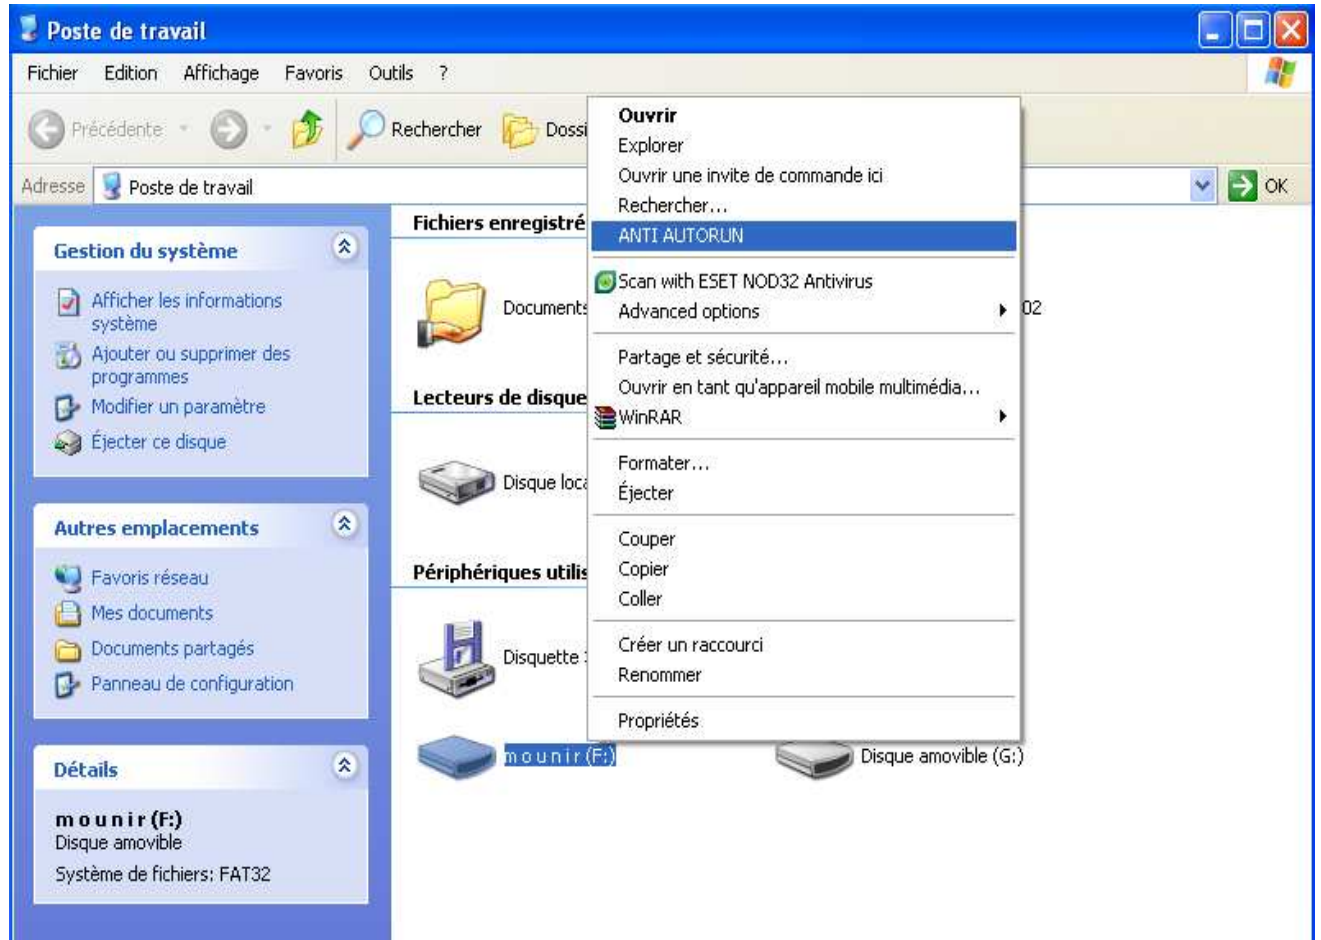 Poste de travail
Fichier Edition Affichage Favoris Outils ?
Précédente Rechercher Dossi
Adresse Poste de travail OK
Gestion du système
Afficher les informations
système
Ajouter ou supprimer des
programmes
Modifier un paramètre
Éjecter ce disque
Autres emplacements
Favoris réseau
Mes documents
Documents partagés
Panneau de configuration
Détails
m o u n i r (F:)
Disque amovible
Système de fichiers: FAT32
Fichiers enregistré
Documents
02
Lecteurs de disque
Disque loca
Périphériques utilis
Disquette
m o u n i r (F:)
Disque amovible (G:)
Ouvrir
Explorer
Ouvrir une invite de commande ici
Rechercher...
ANTI AUTORUN
Scan with ESET NOD32 Antivirus
Advanced options
Partage et sécurité...
Ouvrir en tant qu'appareil mobile multimédia...
WinRAR
Formater...
Éjecter
Couper
Copier
Coller
Créer un raccourci
Renommer
Propriétés